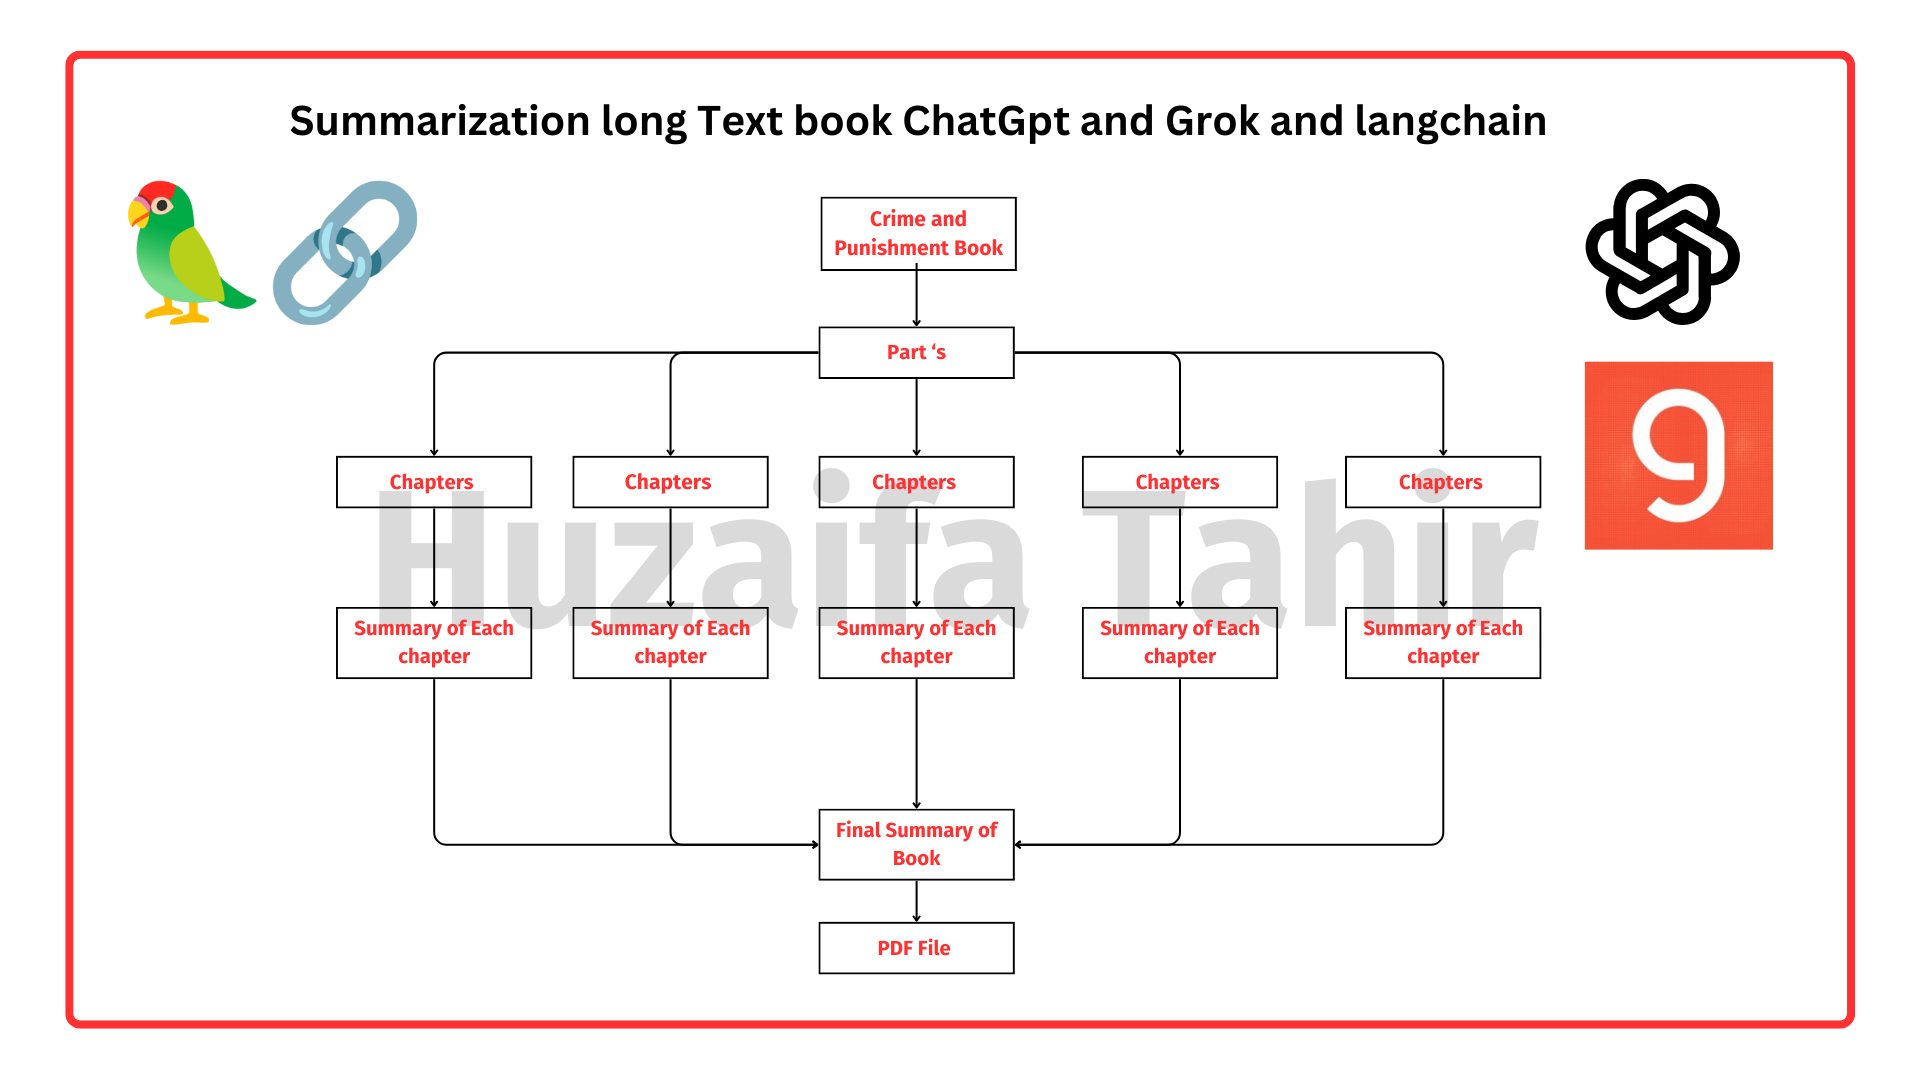 Summarization long Text book ChatGpt and Grok and langchain
Crime and
Punishment Book
Part ‘s
Chapters
Chapters
Chapters
Chapters
Chapters
Huzaifa Tahir
Summary of Each
chapter
Summary of Each
chapter
Summary of Each
chapter
Summary of Each
chapter
Summary of Each
chapter
Final Summary of
Book
PDF File